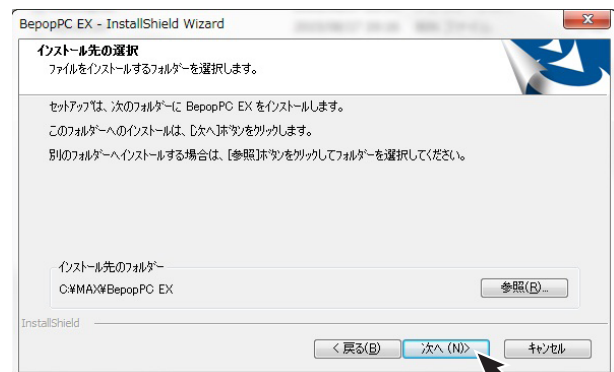 BepopPC EX - InstallShield Wizard
インストール先の選択
ファイルをインストールするフォルダーを選択します。
セットアップは、次のフォルダーに BepopPC EX をインストールします。
このフォルダーへのインストールは、[次へ]ボタンをクリックします。
別のフォルダーへインストールする場合は、[参照]ボタンをクリックしてフォルダーを選択してください。
インストール先のフォルダー
C:¥MAX¥BepopPC EX
参照(R)...
InstallShield
< 戻る(B)
次へ (N)>
キャンセル